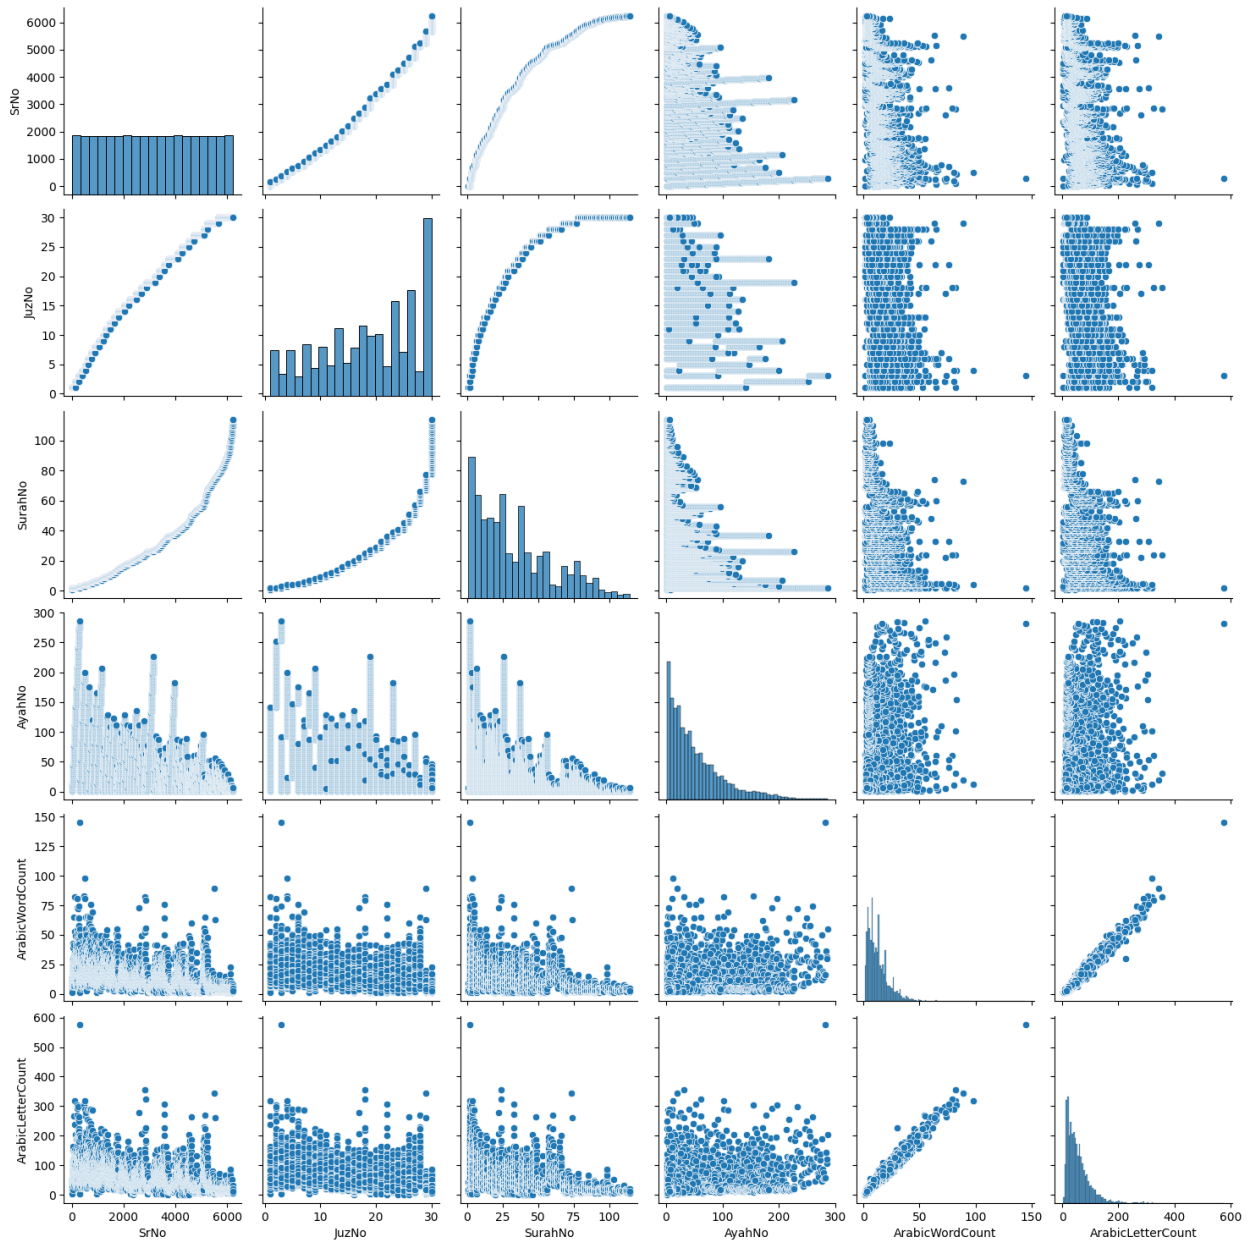 6000
5000
4000
3000
2000
1000
0
SrNo
30
25
20
15
10
5
0
JuzNo
100
80
60
40
20
0
SurahNo
300
250
200
150
100
50
0
AyahNo
150
125
100
75
50
25
0
ArabicWordCount
600
500
400
300
200
100
0
ArabicLetterCount
0 2000 4000 6000
SrNo
0 10 20 30
JuzNo
0 25 50 75 100
SurahNo
0 100 200 300
AyahNo
0 50 100 150
ArabicWordCount
0 200 400 600
ArabicLetterCount